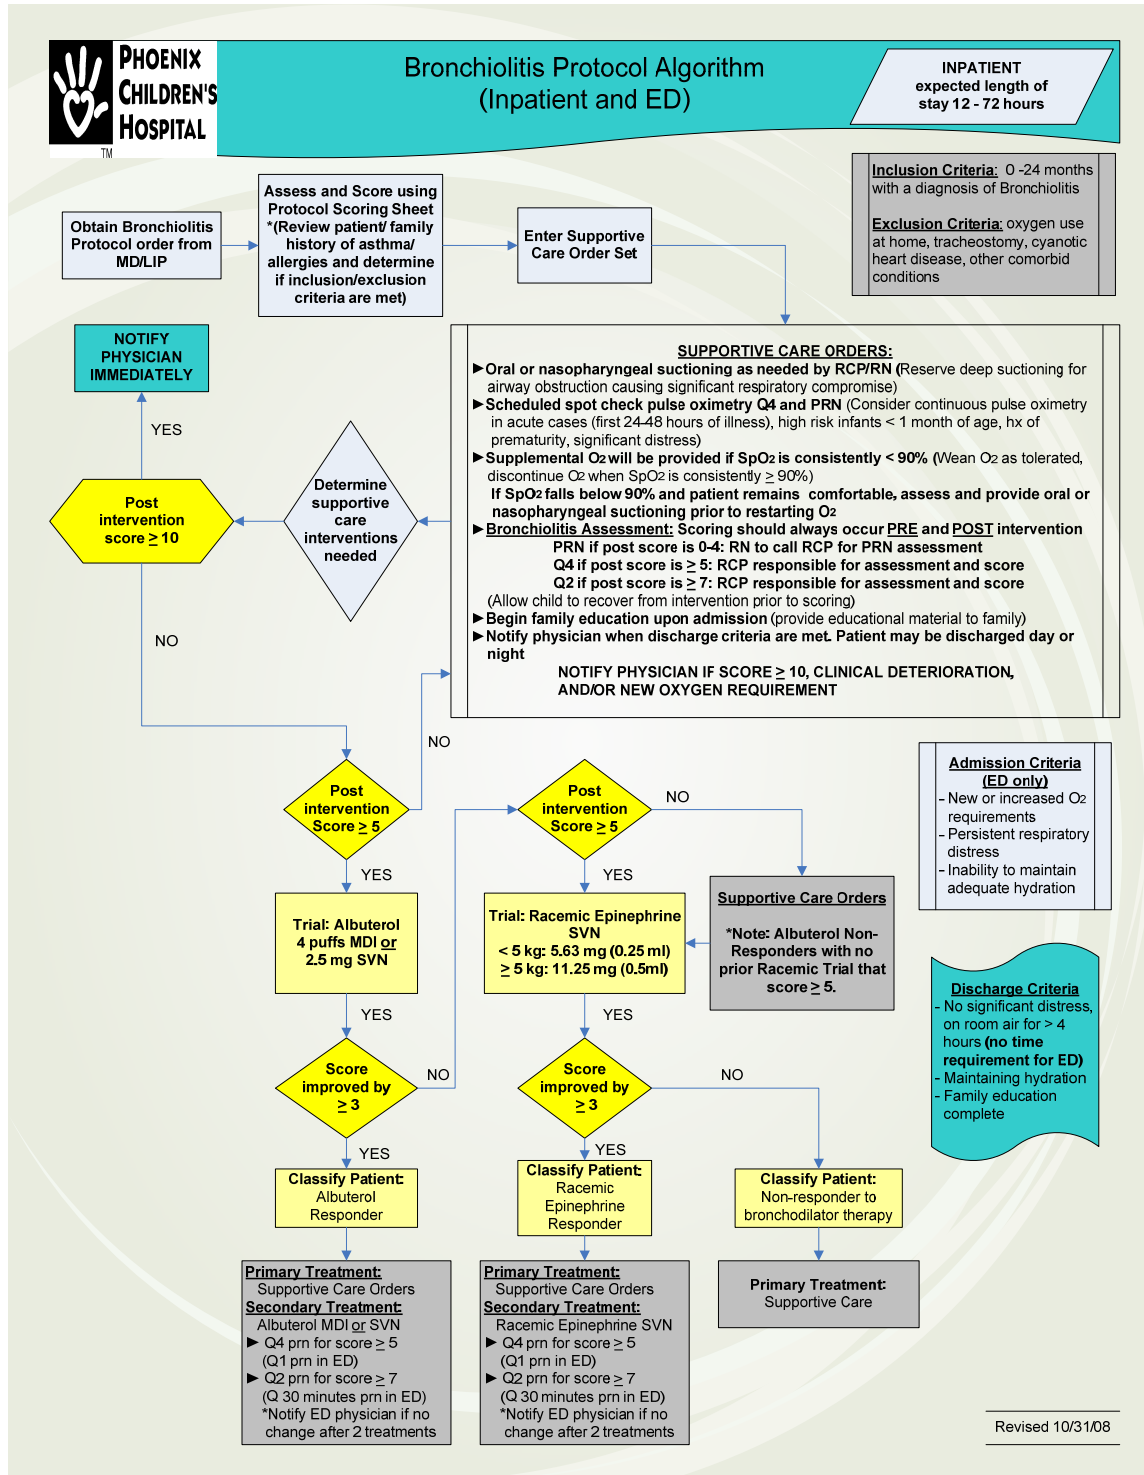 PHOENIX
CHILDREN'S
HOSPITAL
TM
Bronchiolitis Protocol Algorithm
(Inpatient and ED)
INPATIENT
expected length of
stay 12 - 72 hours
Inclusion Criteria: 0 -24 months
with a diagnosis of Bronchiolitis
Exclusion Criteria: oxygen use
at home, tracheostomy, cyanotic
heart disease, other comorbid
conditions
Obtain Bronchiolitis
Protocol order from
MD/LIP
Assess and Score using
Protocol Scoring Sheet
*(Review patient/ family
history of asthma/
allergies and determine
if inclusion/exclusion
criteria are met)
Enter Supportive
Care Order Set
NOTIFY
PHYSICIAN
IMMEDIATELY
YES
Post
intervention
score ≥ 10
NO
Determine
supportive
care
interventions
needed
SUPPORTIVE CARE ORDERS:
►Oral or nasopharyngeal suctioning as needed by RCP/RN (Reserve deep suctioning for
airway obstruction causing significant respiratory compromise)
►Scheduled spot check pulse oximetry Q4 and PRN (Consider continuous pulse oximetry
in acute cases (first 24-48 hours of illness), high risk infants < 1 month of age, hx of
prematurity, significant distress)
►Supplemental O2 will be provided if SpO2 is consistently < 90% (Wean O2 as tolerated,
discontinue O2 when SpO2 is consistently ≥ 90%)
If SpO2 falls below 90% and patient remains comfortable, assess and provide oral or
nasopharyngeal suctioning prior to restarting O2
►Bronchiolitis Assessment: Scoring should always occur PRE and POST intervention
PRN if post score is 0-4: RN to call RCP for PRN assessment
Q4 if post score is ≥ 5: RCP responsible for assessment and score
Q2 if post score is ≥ 7: RCP responsible for assessment and score
(Allow child to recover from intervention prior to scoring)
►Begin family education upon admission (provide educational material to family)
►Notify physician when discharge criteria are met. Patient may be discharged day or
night
NOTIFY PHYSICIAN IF SCORE ≥ 10, CLINICAL DETERIORATION,
AND/OR NEW OXYGEN REQUIREMENT
NO
Post
intervention
Score ≥ 5
YES
Trial: Albuterol
4 puffs MDI or
2.5 mg SVN
YES
Score
improved by
≥ 3
NO
YES
Classify Patient:
Albuterol
Responder
Primary Treatment:
Supportive Care Orders
Secondary Treatment:
Albuterol MDI or SVN
► Q4 prn for score ≥ 5
(Q1 prn in ED)
► Q2 prn for score ≥ 7
(Q 30 minutes prn in ED)
*Notify ED physician if no
change after 2 treatments
Post
intervention
Score ≥ 5
NO
YES
Trial: Racemic Epinephrine
SVN
< 5 kg: 5.63 mg (0.25 ml)
≥ 5 kg: 11.25 mg (0.5ml)
Supportive Care Orders
*Note: Albuterol Non-
Responders with no
prior Racemic Trial that
score ≥ 5.
YES
Score
improved by
≥ 3
NO
YES
Classify Patient:
Racemic
Epinephrine
Responder
Primary Treatment:
Supportive Care Orders
Secondary Treatment:
Racemic Epinephrine SVN
► Q4 prn for score ≥ 5
(Q1 prn in ED)
► Q2 prn for score ≥ 7
(Q 30 minutes prn in ED)
*Notify ED physician if no
change after 2 treatments
Classify Patient:
Non-responder to
bronchodilator therapy
Primary Treatment:
Supportive Care
Admission Criteria
(ED only)
- New or increased O2
requirements
- Persistent respiratory
distress
- Inability to maintain
adequate hydration
Discharge Criteria
- No significant distress,
on room air for > 4
hours (no time
requirement for ED)
- Maintaining hydration
- Family education
complete
Revised 10/31/08